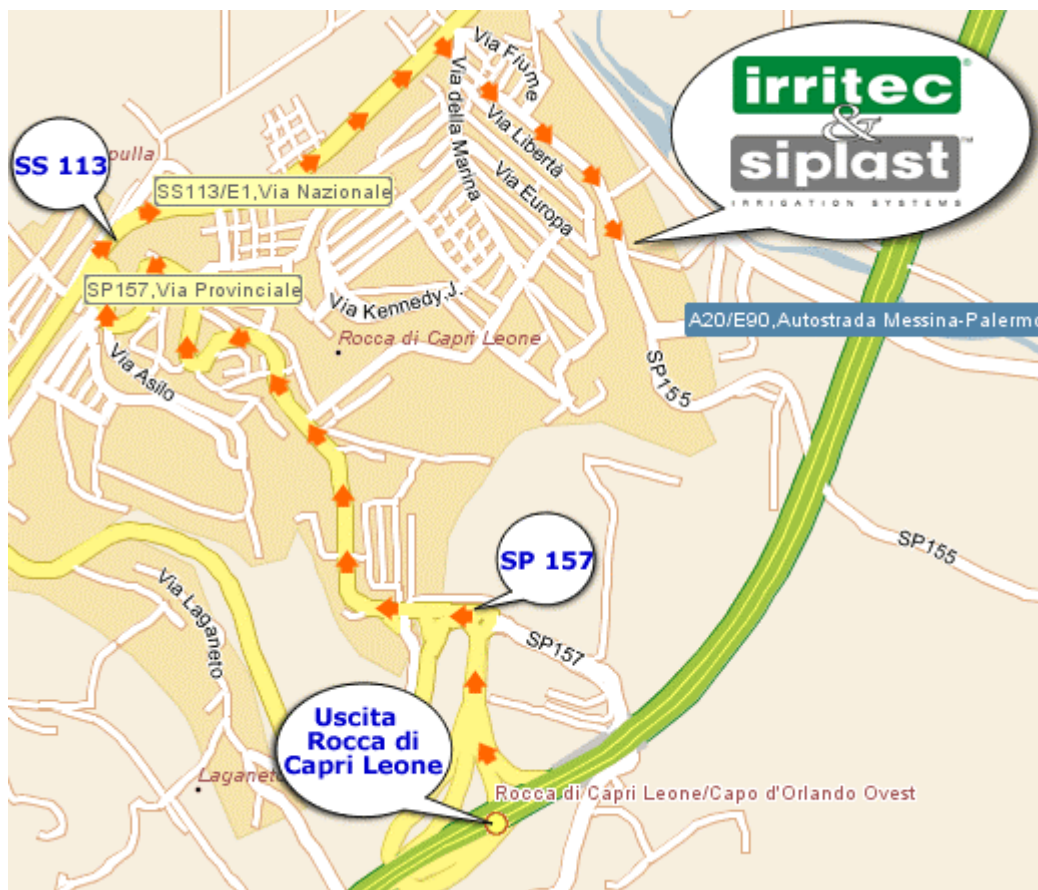 Via Fiume
Via della Marina
Via Libertà
Via Europa
irritec®
&
siplast™
IRRIGATION SYSTEMS
SS 113
pulla
SS113/E1,Via Nazionale
SP157,Via Provinciale
Via Kennedy J.
Rocca di Capri Leone
A20/E90,Autostrada Messina-Palermo
Via Asilo
SP155
SP155
SP 157
SP157
Via Laganeto
Uscita
Rocca di
Capri Leone
Laganeto
Rocca di Capri Leone/Capo d'Orlando Ovest